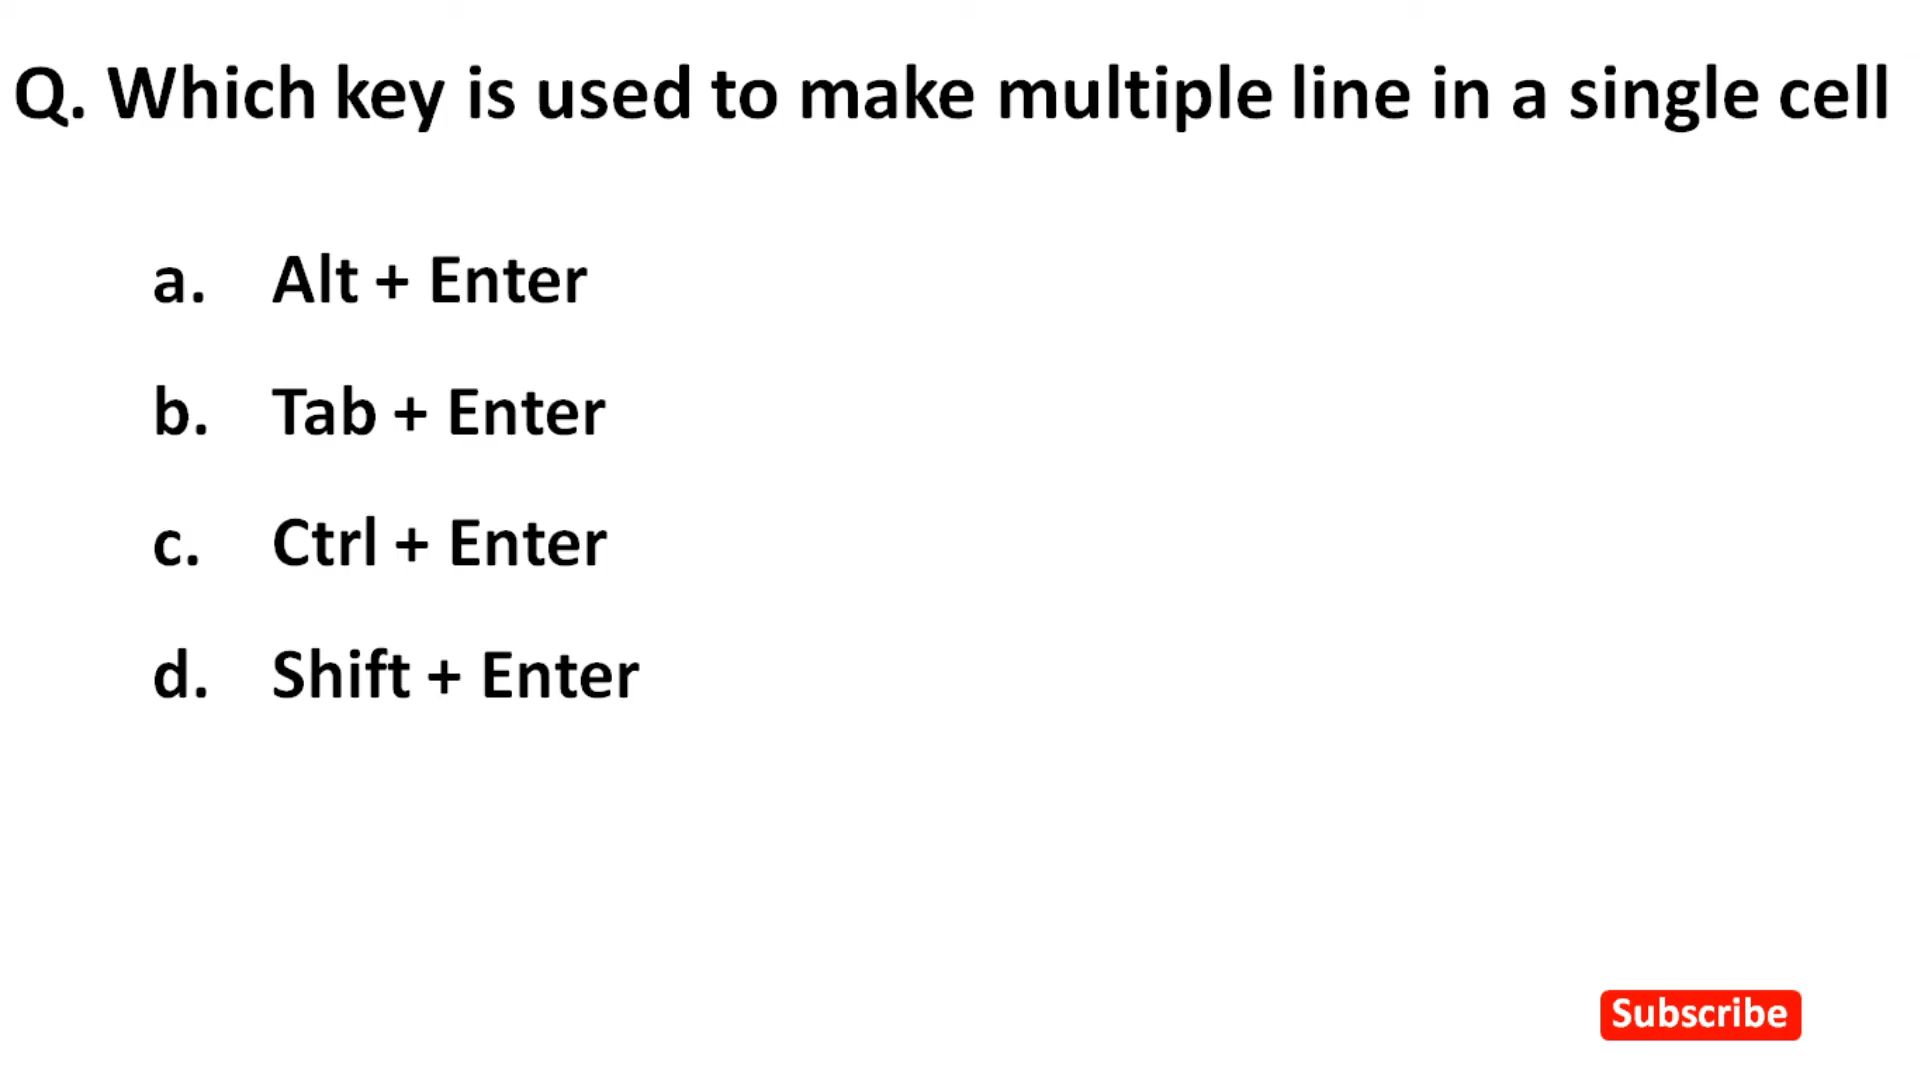 Q. Which key is used to make multiple line in a single cell
a. Alt + Enter
b. Tab + Enter
c. Ctrl + Enter
d. Shift + Enter
Subscribe